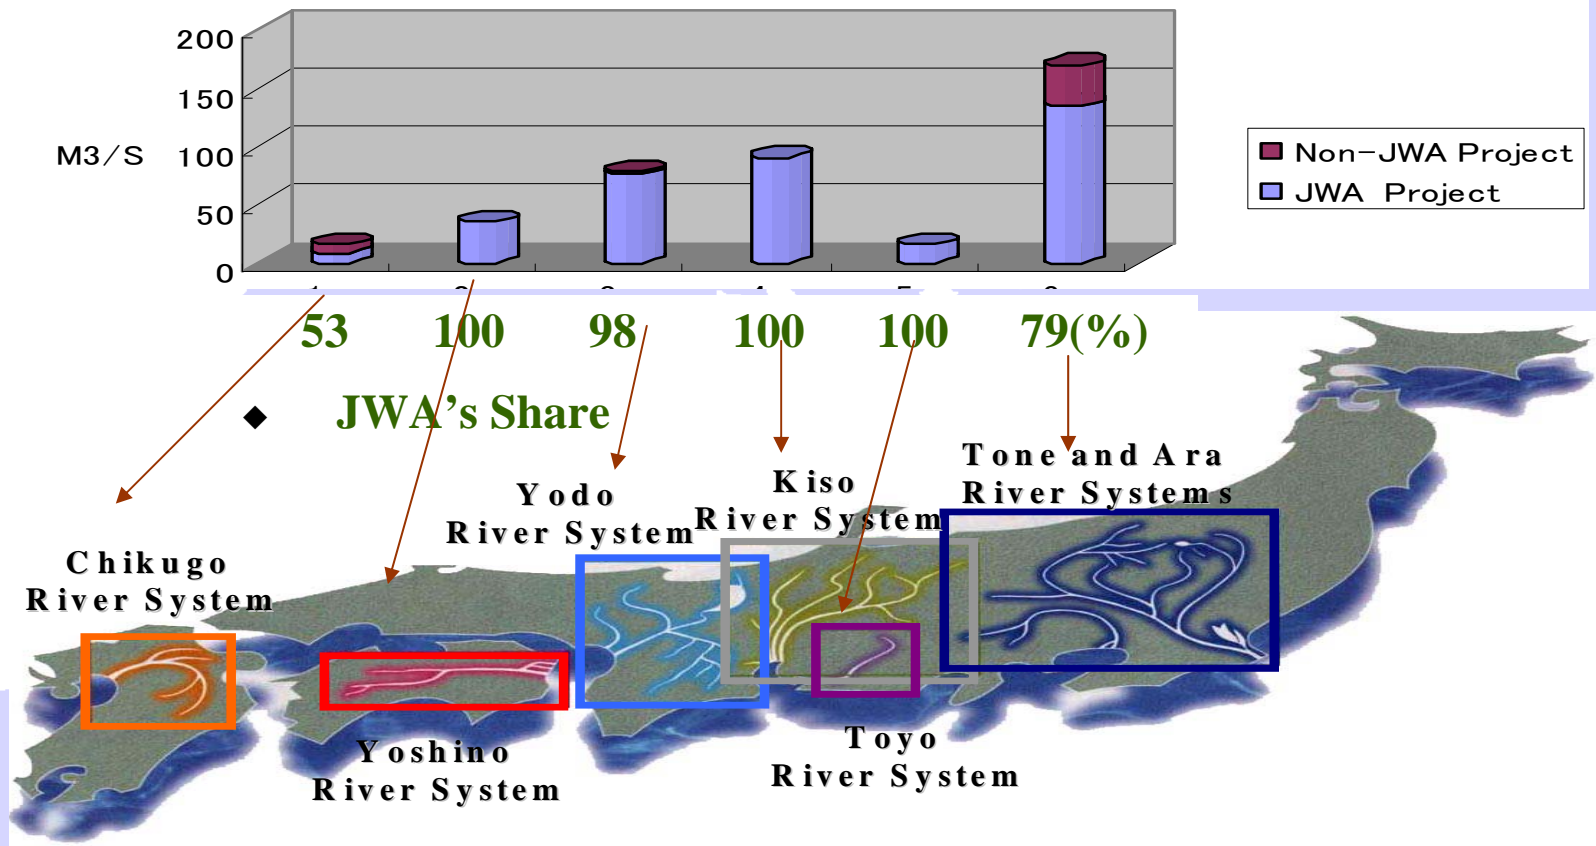 200
150
M3/S 100
50
0
Non-JWA Project
JWA Project
53 100 98 100 100 79(%)
◆ JWA's Share
Tone and Ara
River Systems
Kiso
River System
Yodo
River System
Chikugo
River System
Yoshino
River System
Toyo
River System